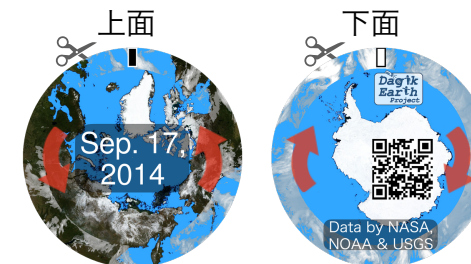 上面
下面
Sep. 17,
2014
Dagik
Earth
Project
Data by NASA,
NOAA & USGS